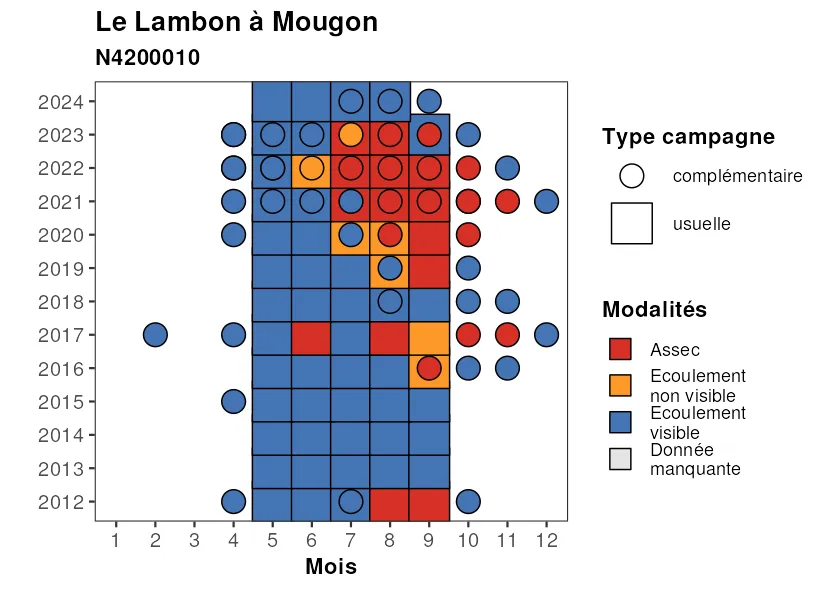 Le Lambon à Mougon
N4200010
2024
2023
2022
2021
2020
2019
2018
2017
2016
2015
2014
2013
2012
1 2 3 4 5 6 7 8 9 10 11 12
Mois
Type campagne
complémentaire
usuelle
Modalités
Assec
Ecoulement
non visible
Ecoulement
visible
Donnée
manquante